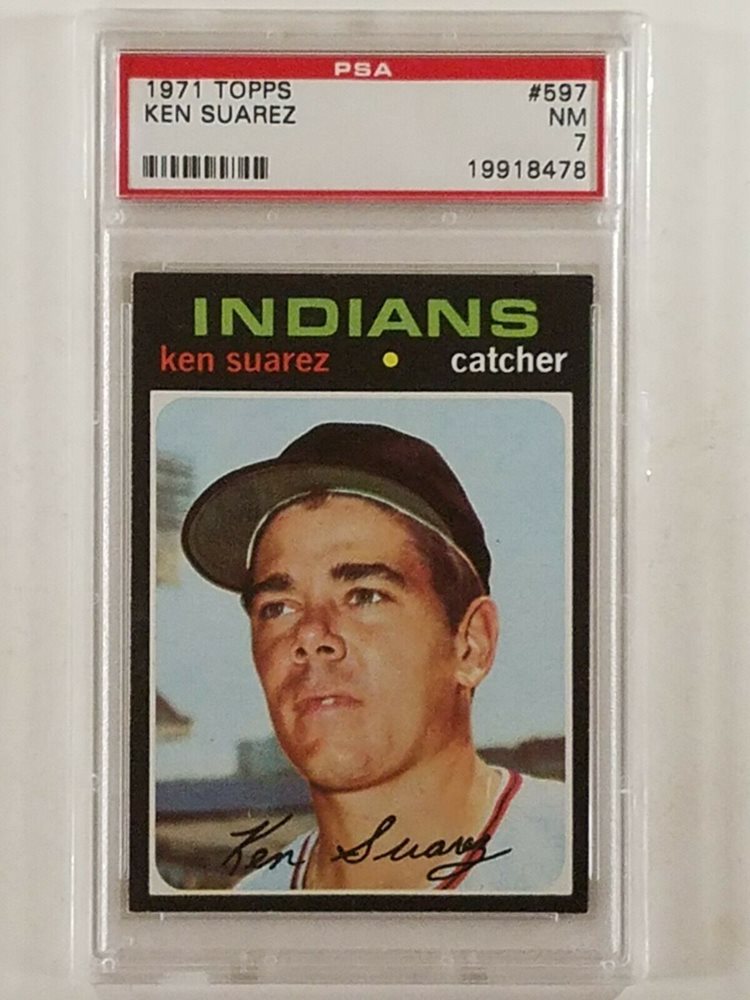 PSA
1971 TOPPS #597
KEN SUAREZ NM
7
19918478
INDIANS
ken suarez • catcher
Ken Suarez